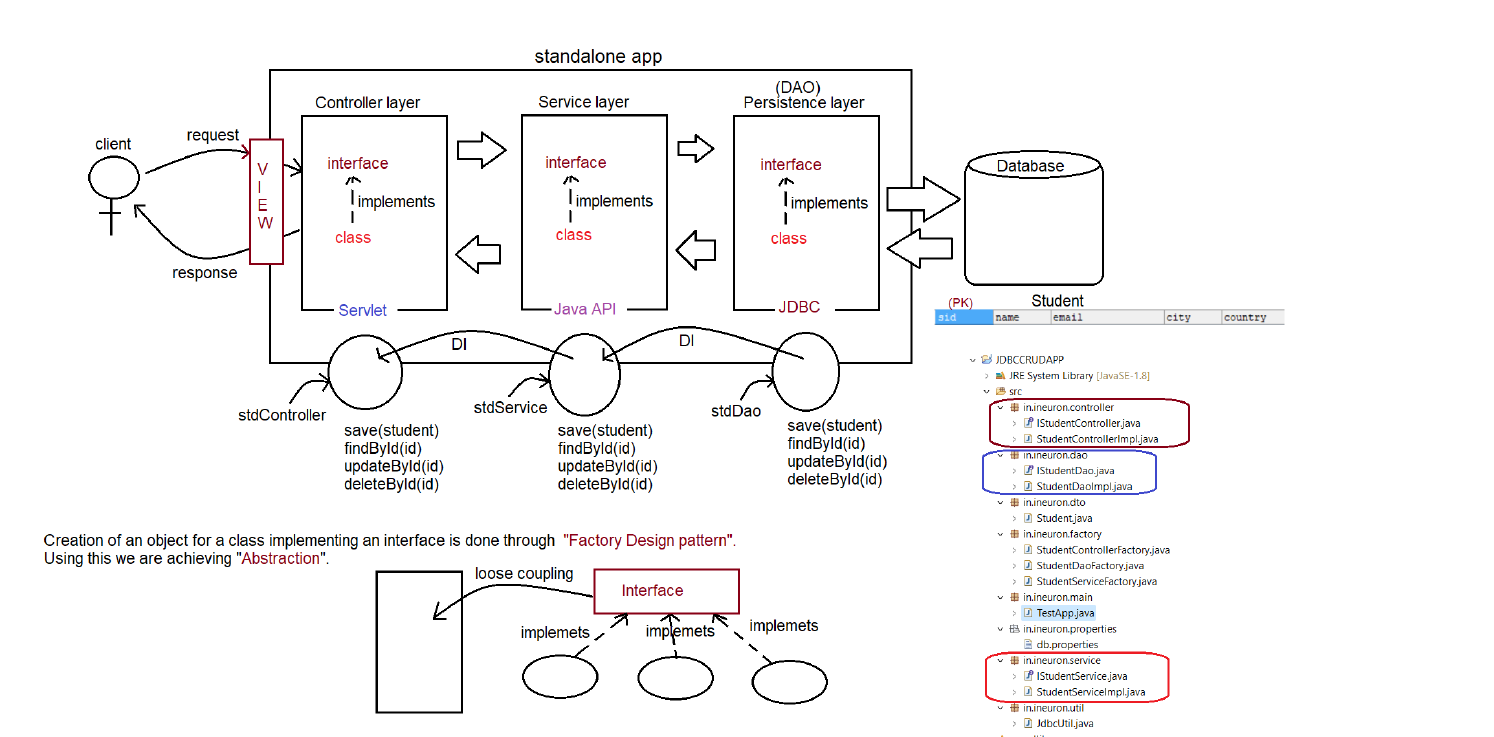 standalone app
Controller layer
Service layer
(DAO)
Persistence layer
client
request
response
VIEW
interface
implements
class
Servlet
interface
implements
class
Java API
interface
implements
class
JDBC
Database
(PK)
Student
sid name email city country
DI
DI
stdController
stdService
stdDao
save(student)
findById(id)
updateById(id)
deleteById(id)
save(student)
findById(id)
updateById(id)
deleteById(id)
save(student)
findById(id)
updateById(id)
deleteById(id)
Creation of an object for a class implementing an interface is done through "Factory Design pattern".
Using this we are achieving "Abstraction".
loose coupling
Interface
implemets
implemets
implemets
JDBCCRUDAPP
JRE System Library [JavaSE-1.8]
src
in.ineuron.controller
IStudentController.java
StudentControllerImpl.java
in.ineuron.dao
IStudentDao.java
StudentDaoImpl.java
in.ineuron.dto
Student.java
in.ineuron.factory
StudentControllerFactory.java
StudentDaoFactory.java
StudentServiceFactory.java
in.ineuron.main
TestApp.java
in.ineuron.properties
db.properties
in.ineuron.service
IStudentService.java
StudentServiceImpl.java
in.ineuron.util
JdbcUtil.java